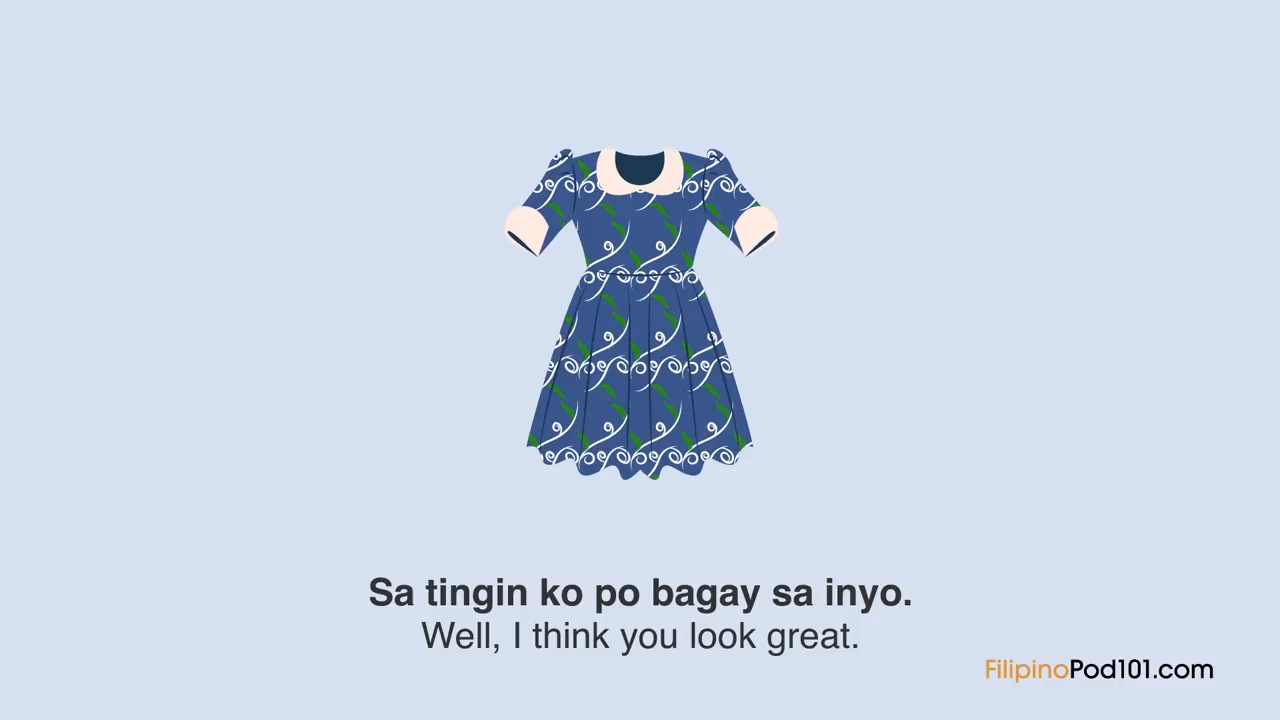 Sa tingin ko po bagay sa inyo.
Well, I think you look great.
FilipinoPod101.com